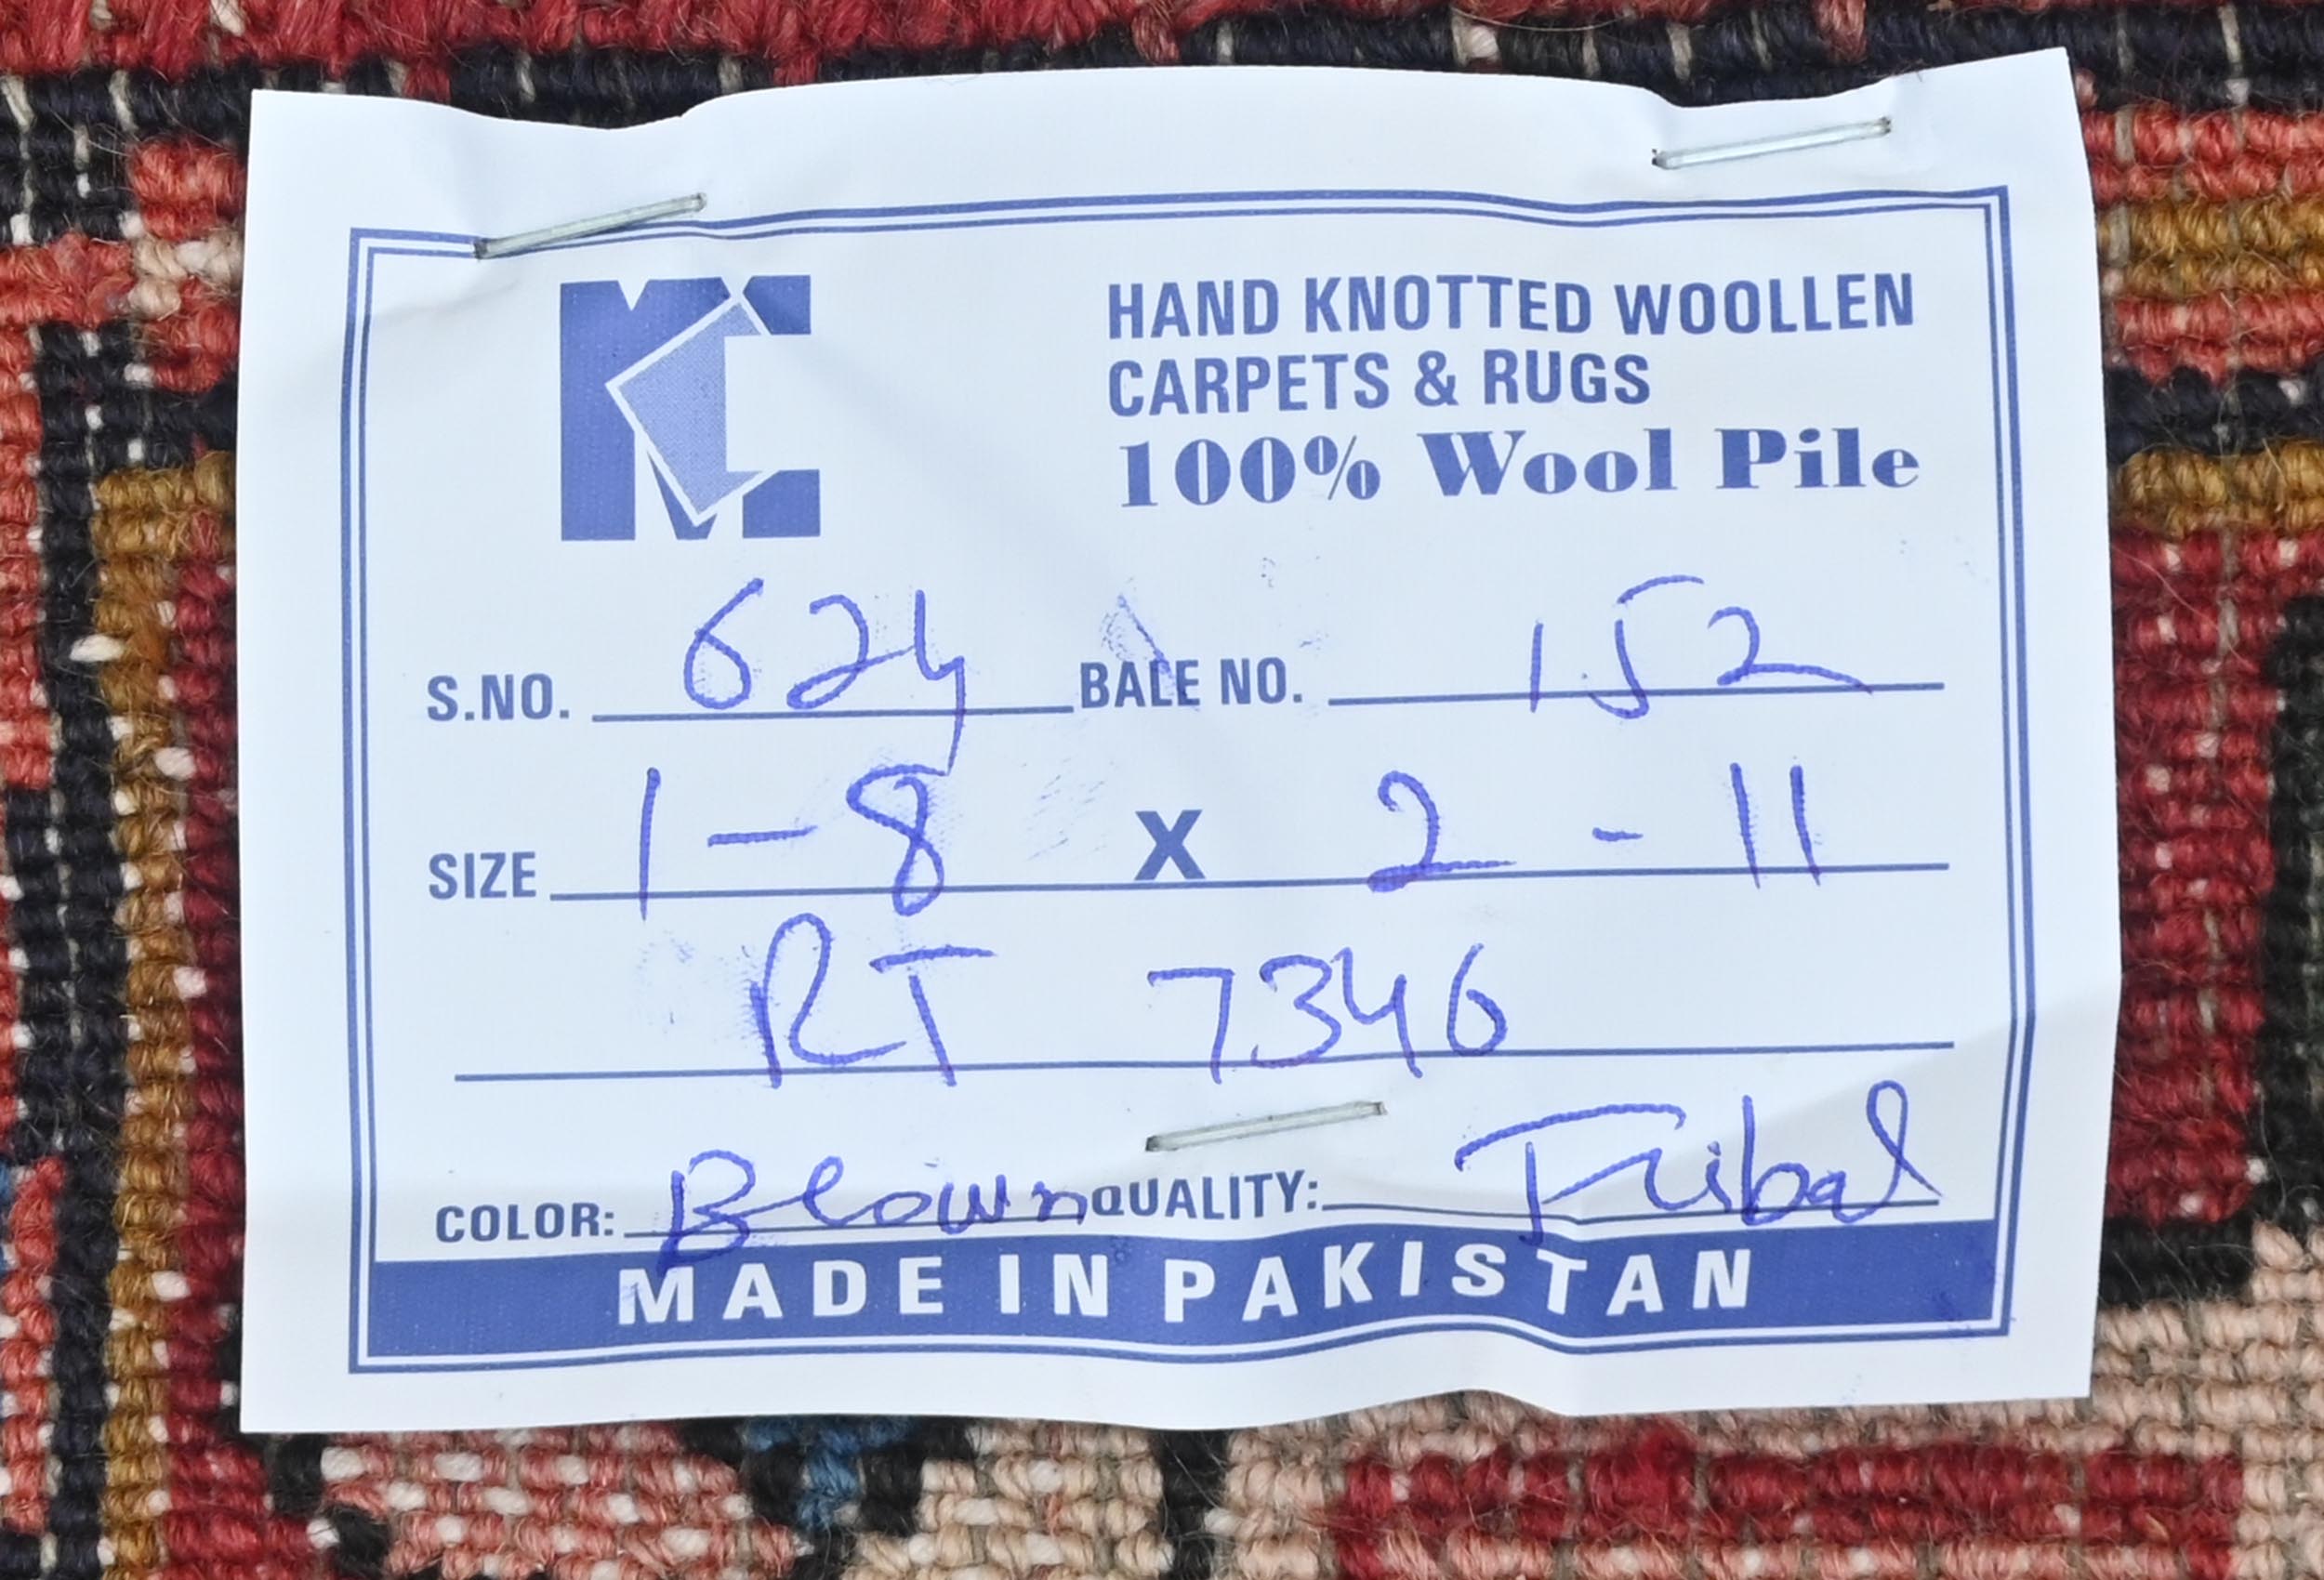 MC
HAND KNOTTED WOOLLEN
CARPETS & RUGS
100% Wool Pile
S.NO. 624 BALE NO. 152
SIZE 1-8 X 2-11
RT 7346
COLOR: Brown QUALITY: Tribal
MADE IN PAKISTAN